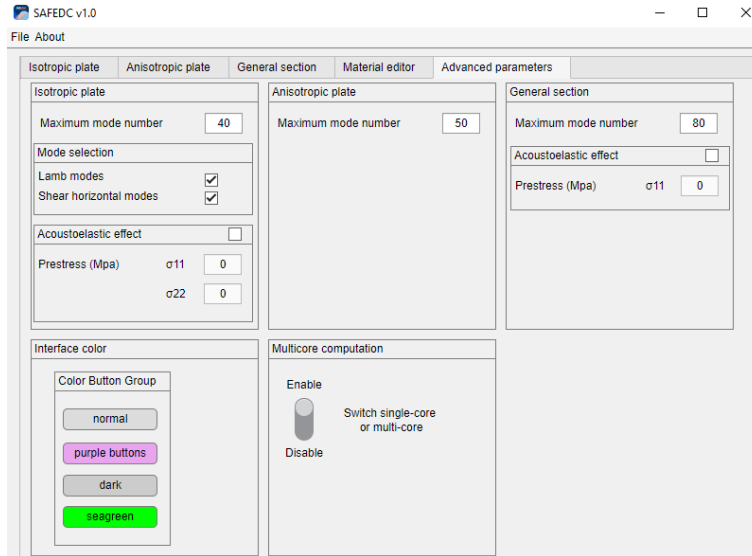 SAFEDC v1.0
File About
Isotropic plate
Anisotropic plate
General section
Material editor
Advanced parameters
Isotropic plate
Maximum mode number 40
Mode selection
Lamb modes
Shear horizontal modes
Acoustoelastic effect
Prestress (Mpa) σ11 0
σ22 0
Anisotropic plate
Maximum mode number 50
General section
Maximum mode number 80
Acoustoelastic effect
Prestress (Mpa) σ11 0
Interface color
Color Button Group
normal
purple buttons
dark
seagreen
Multicore computation
Enable
Switch single-core
or multi-core
Disable